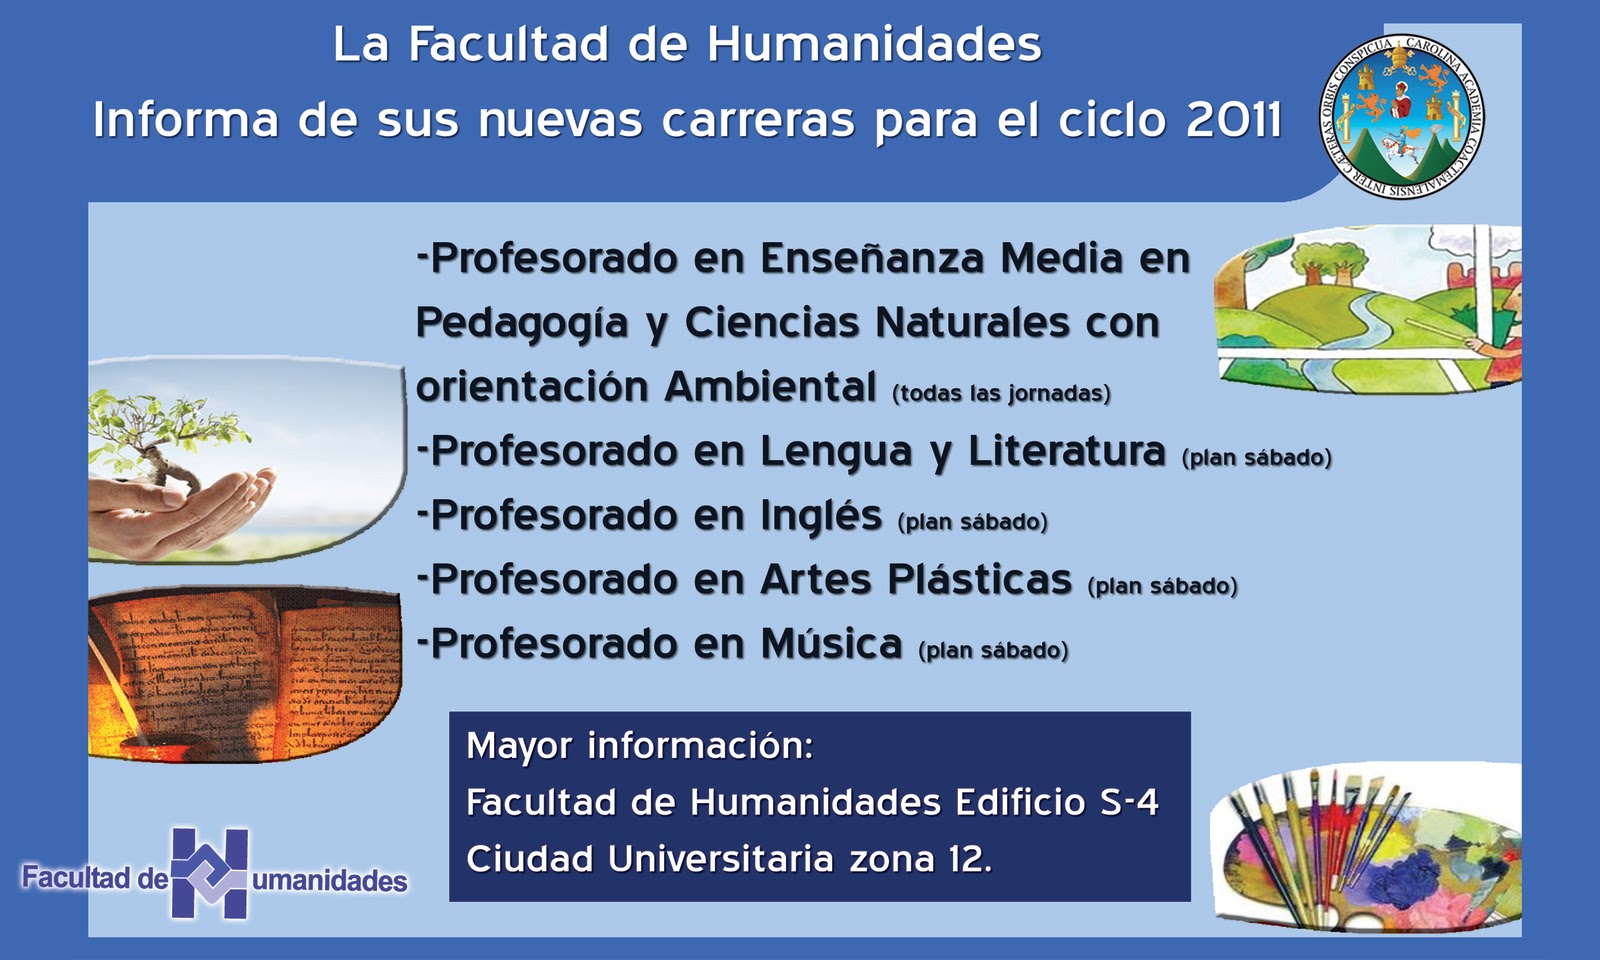 La Facultad de Humanidades
Informa de sus nuevas carreras para el ciclo 2011
INTER CÆTERAS ORBIS CONSPICUA CAROLINA ACADEMIA COACTEMALENSIS
-Profesorado en Enseñanza Media en
Pedagogía y Ciencias Naturales con
orientación Ambiental (todas las jornadas)
-Profesorado en Lengua y Literatura (plan sábado)
-Profesorado en Inglés (plan sábado)
-Profesorado en Artes Plásticas (plan sábado)
-Profesorado en Música (plan sábado)
Mayor información:
Facultad de Humanidades Edificio S-4
Ciudad Universitaria zona 12.
Facultad de Humanidades